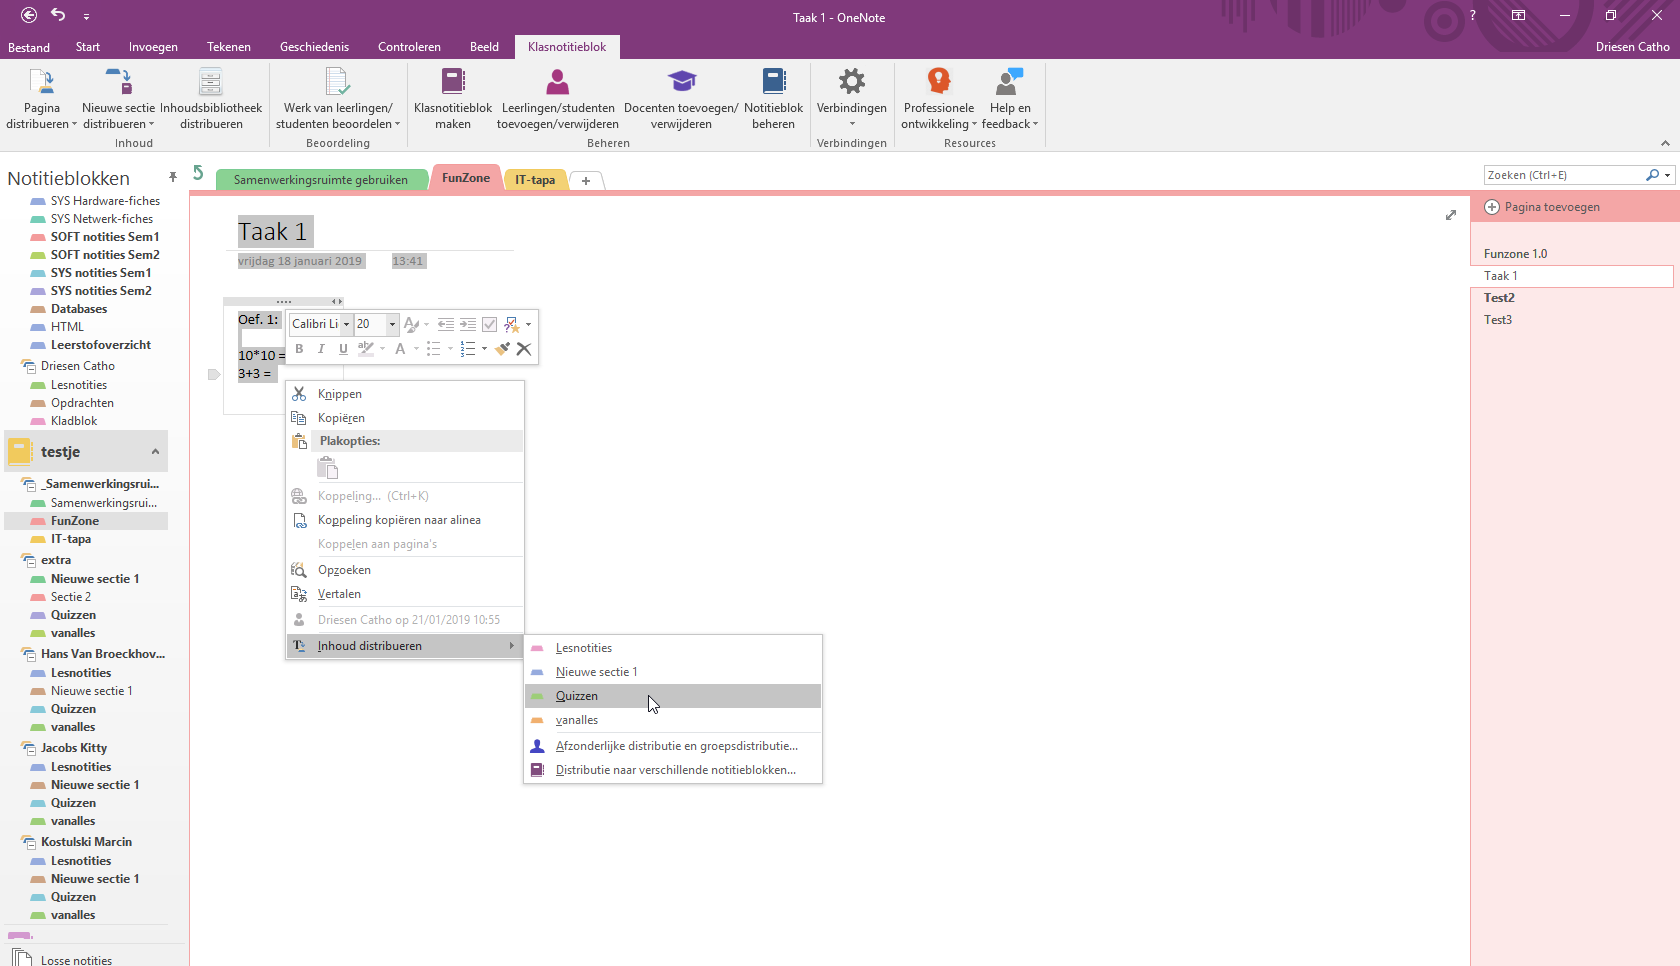 Taak 1 - OneNote
?
Bestand Start Invoegen Tekenen Geschiedenis Controleren Beeld Klasnotitieblok
Driesen Catho
Pagina distribueren
Nieuwe sectie distribueren
Inhoudsbibliotheek distribueren
Inhoud
Werk van leerlingen/ studenten beoordelen
Beoordeling
Klasnotitieblok maken
Leerlingen/studenten toevoegen/verwijderen
Docenten toevoegen/ verwijderen
Notitieblok beheren
Beheren
Verbindingen
Verbindingen
Professionele ontwikkeling
Help en feedback
Resources
Notitieblokken
SYS Hardware-fiches
SYS Netwerk-fiches
SOFT notities Sem1
SOFT notities Sem2
SYS notities Sem1
SYS notities Sem2
Databases
HTML
Leerstofoverzicht
Driesen Catho
Lesnotities
Opdrachten
Kladblok
testje
_Samenwerkingsrui...
Samenwerkingsrui...
FunZone
IT-tapa
extra
Nieuwe sectie 1
Sectie 2
Quizzen
vanalles
Hans Van Broeckhov...
Lesnotities
Nieuwe sectie 1
Quizzen
vanalles
Jacobs Kitty
Lesnotities
Nieuwe sectie 1
Quizzen
vanalles
Kostulski Marcin
Lesnotities
Nieuwe sectie 1
Quizzen
vanalles
Losse notities
Samenwerkingsruimte gebruiken FunZone IT-tapa +
Zoeken (Ctrl+E)
Taak 1
vrijdag 18 januari 2019 13:41
Oef. 1:
10*10 =
3+3 =
Calibri Li 20
B I U ab A
Knippen
Kopiëren
Plakopties:
Koppeling... (Ctrl+K)
Koppeling kopiëren naar alinea
Koppelen aan pagina's
Opzoeken
Vertalen
Driesen Catho op 21/01/2019 10:55
Inhoud distribueren
Lesnotities
Nieuwe sectie 1
Quizzen
vanalles
Afzonderlijke distributie en groepsdistributie...
Distributie naar verschillende notitieblokken...
Pagina toevoegen
Funzone 1.0
Taak 1
Test2
Test3